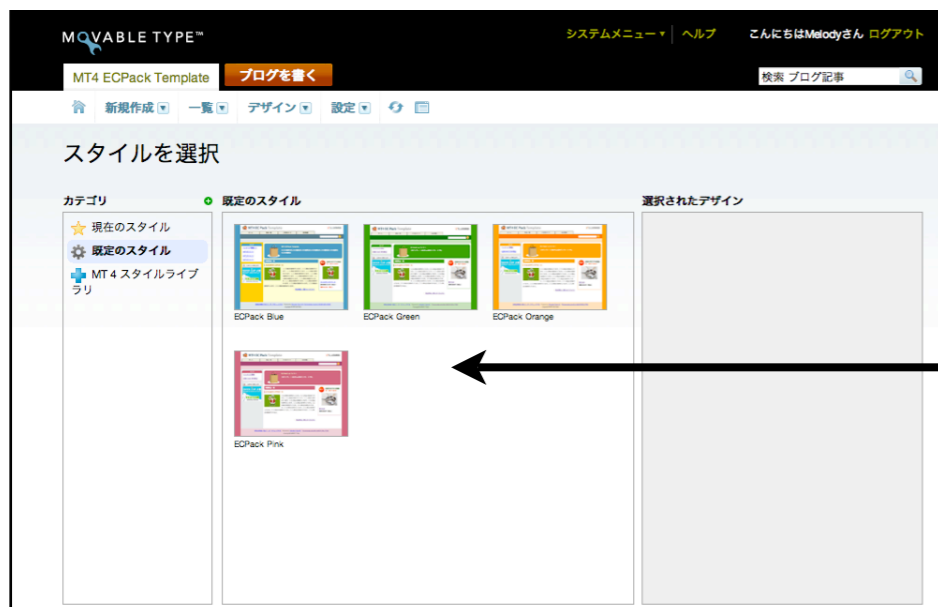 MOVABLE TYPE™
システムメニュー ヘルプ こんにちはMelodyさん ログアウト
MT4 ECPack Template ブログを書く 検索 ブログ記事
新規作成 一覧 デザイン 設定
スタイルを選択
カテゴリ 既定のスタイル 選択されたデザイン
現在のスタイル
既定のスタイル
MT 4 スタイルライブ
ラリ
ECPack Blue ECPack Green ECPack Orange
ECPack Pink